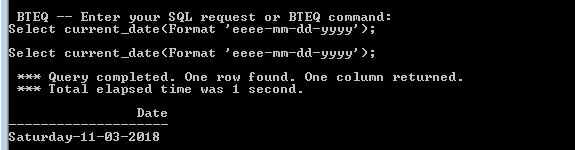 BTEQ -- Enter your SQL request or BTEQ command:
Select current_date(Format 'eeee-mm-dd-yyyy');
Select current_date(Format 'eeee-mm-dd-yyyy');
*** Query completed. One row found. One column returned.
*** Total elapsed time was 1 second.
Date
--------------------
Saturday-11-03-2018